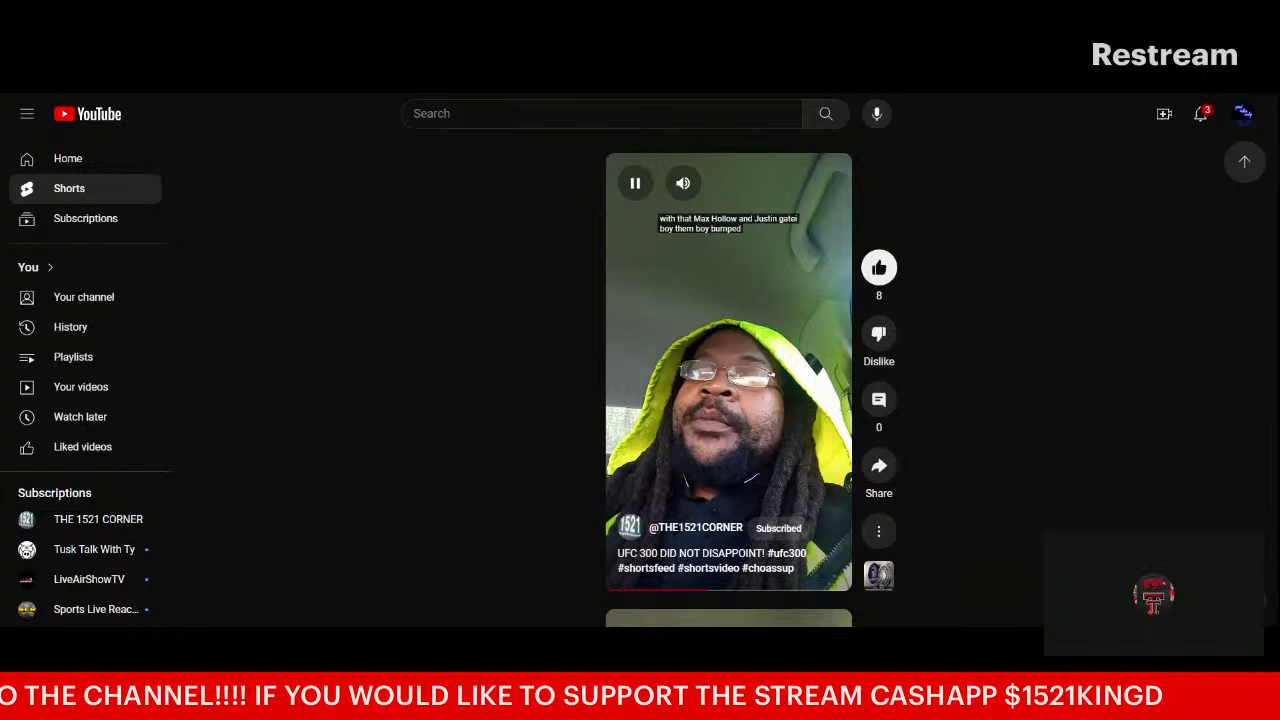 Restream
YouTube
Search
3
Home
Shorts
Subscriptions
You
Your channel
History
Playlists
Your videos
Watch later
Liked videos
Subscriptions
THE 1521 CORNER
Tusk Talk With Ty
LiveAirShowTV
Sports Live Reac...
with that Max Hollow and Justin gatei
boy them boy bumped
8
Dislike
0
Share
1521
@THE1521CORNER
Subscribed
UFC 300 DID NOT DISAPPOINT! #ufc300
#shortsfeed #shortsvideo #choassup
O THE CHANNEL!!!! IF YOU WOULD LIKE TO SUPPORT THE STREAM CASHAPP $1521KINGD